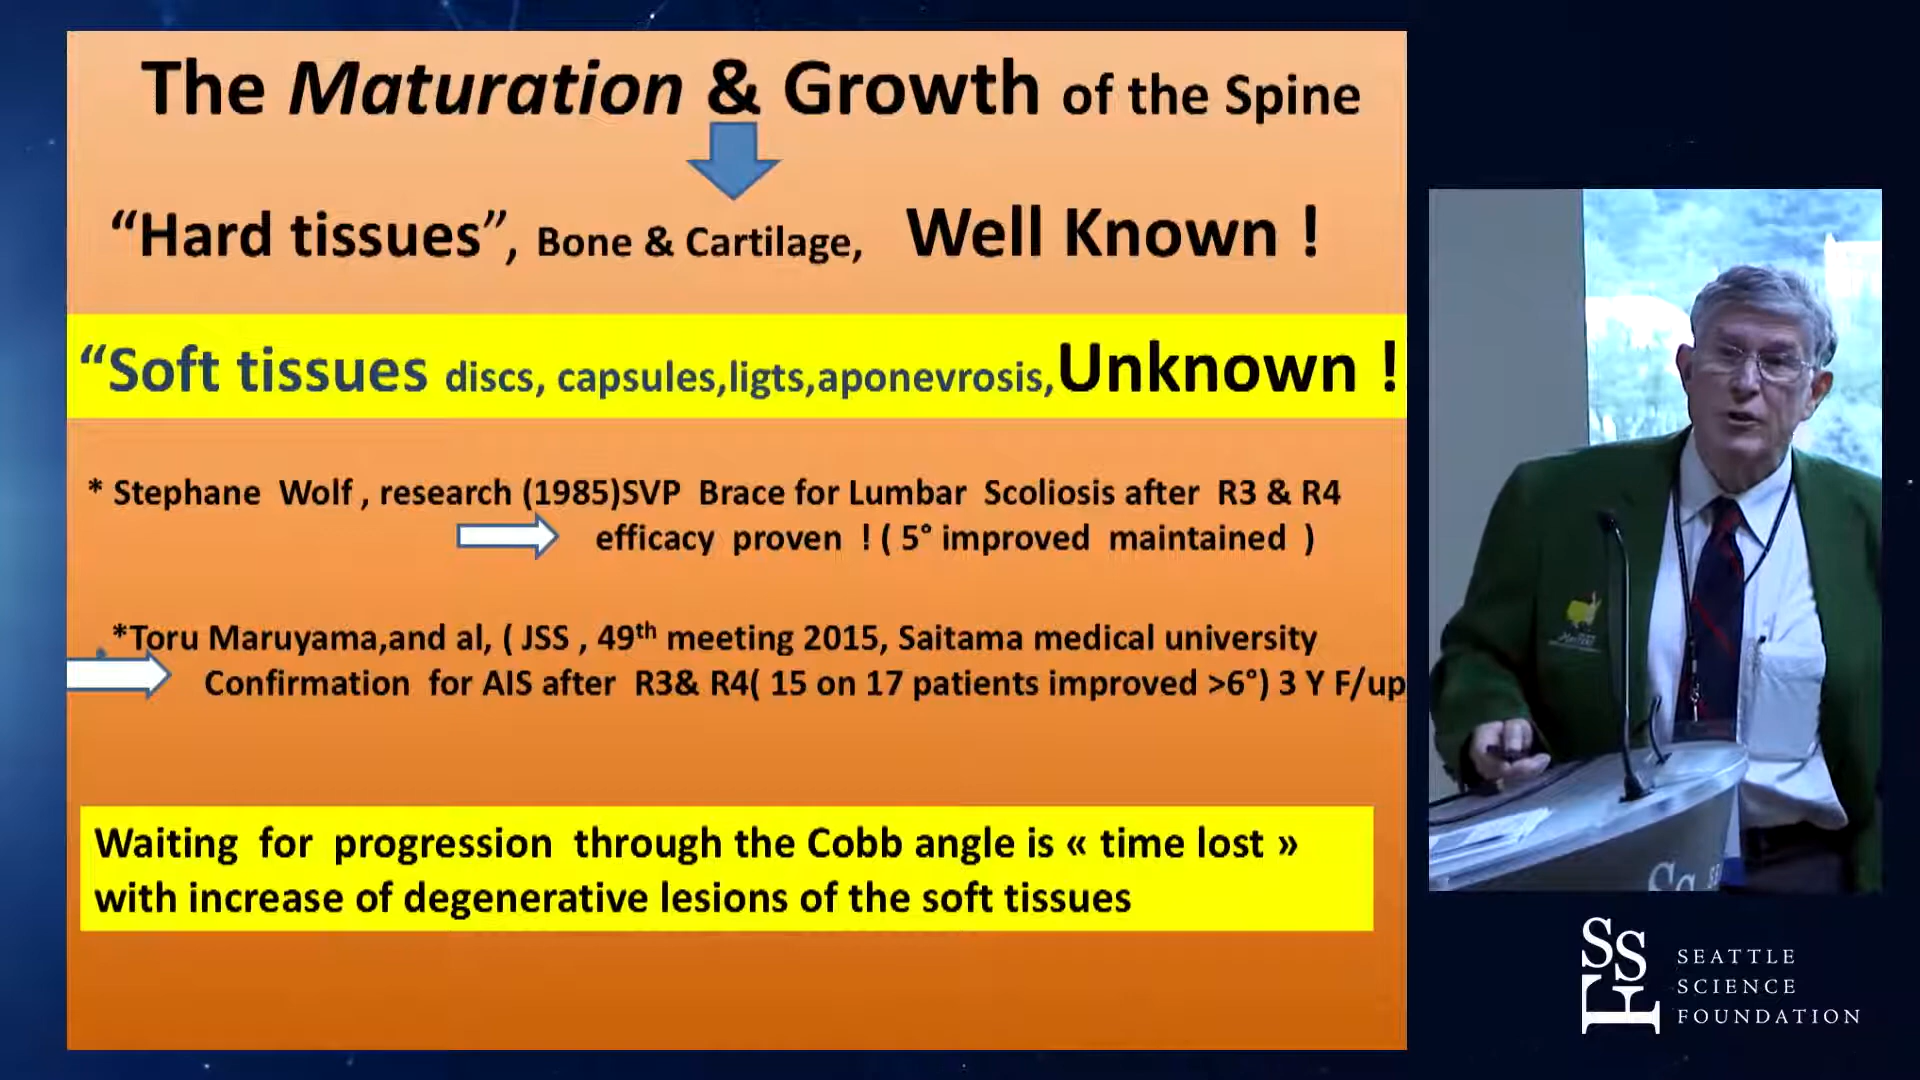 The Maturation & Growth of the Spine
“Hard tissues”, Bone & Cartilage, Well Known !
“Soft tissues discs, capsules,ligts,aponevrosis,Unknown !
* Stephane Wolf , research (1985)SVP Brace for Lumbar Scoliosis after R3 & R4
efficacy proven ! ( 5° improved maintained )
*Toru Maruyama,and al, ( JSS , 49th meeting 2015, Saitama medical university
Confirmation for AIS after R3& R4( 15 on 17 patients improved >6°) 3 Y F/up
Waiting for progression through the Cobb angle is « time lost »
with increase of degenerative lesions of the soft tissues
SSF
SEATTLE
SCIENCE
FOUNDATION